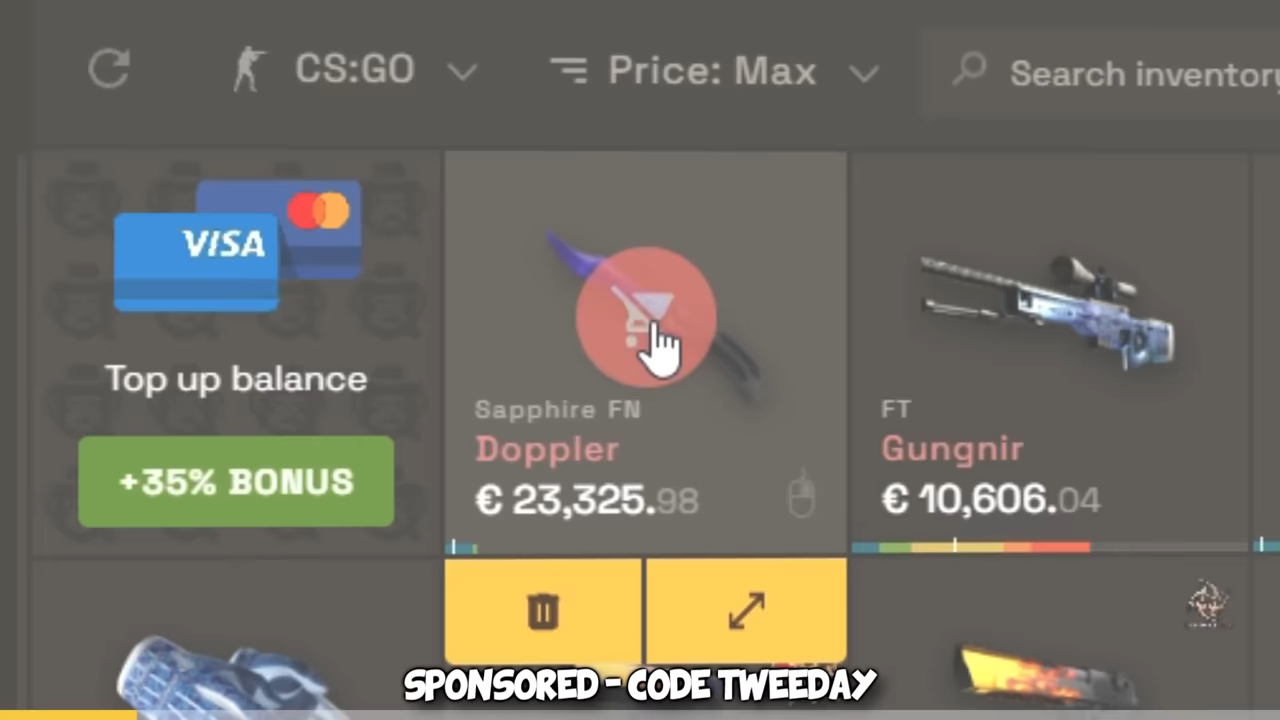 CS:GO
Price: Max
Search inventory
VISA
Top up balance
+35% BONUS
Sapphire FN
Doppler
€ 23,325.98
FT
Gungnir
€ 10,606.04
SPONSORED - CODE TWEEDAY